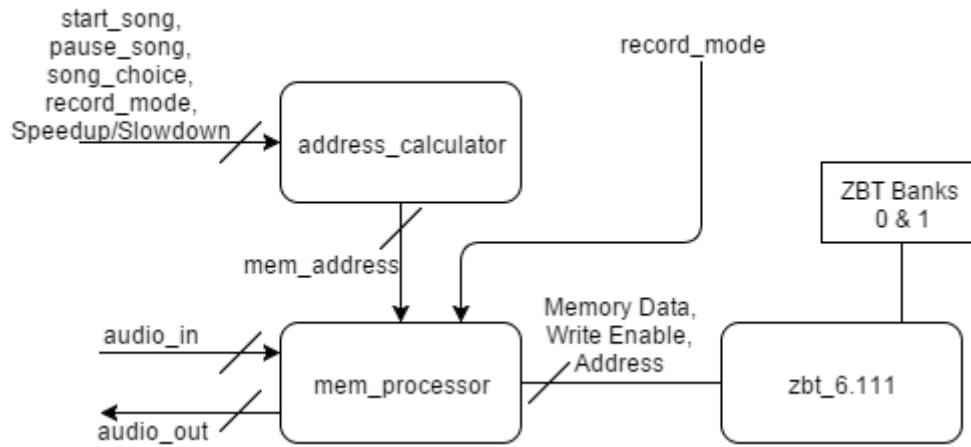 start_song,
pause_song,
song_choice,
record_mode,
Speedup/Slowdown
record_mode
address_calculator
ZBT Banks
0 & 1
mem_address
Memory Data,
Write Enable,
Address
audio_in
mem_processor
zbt_6.111
audio_out